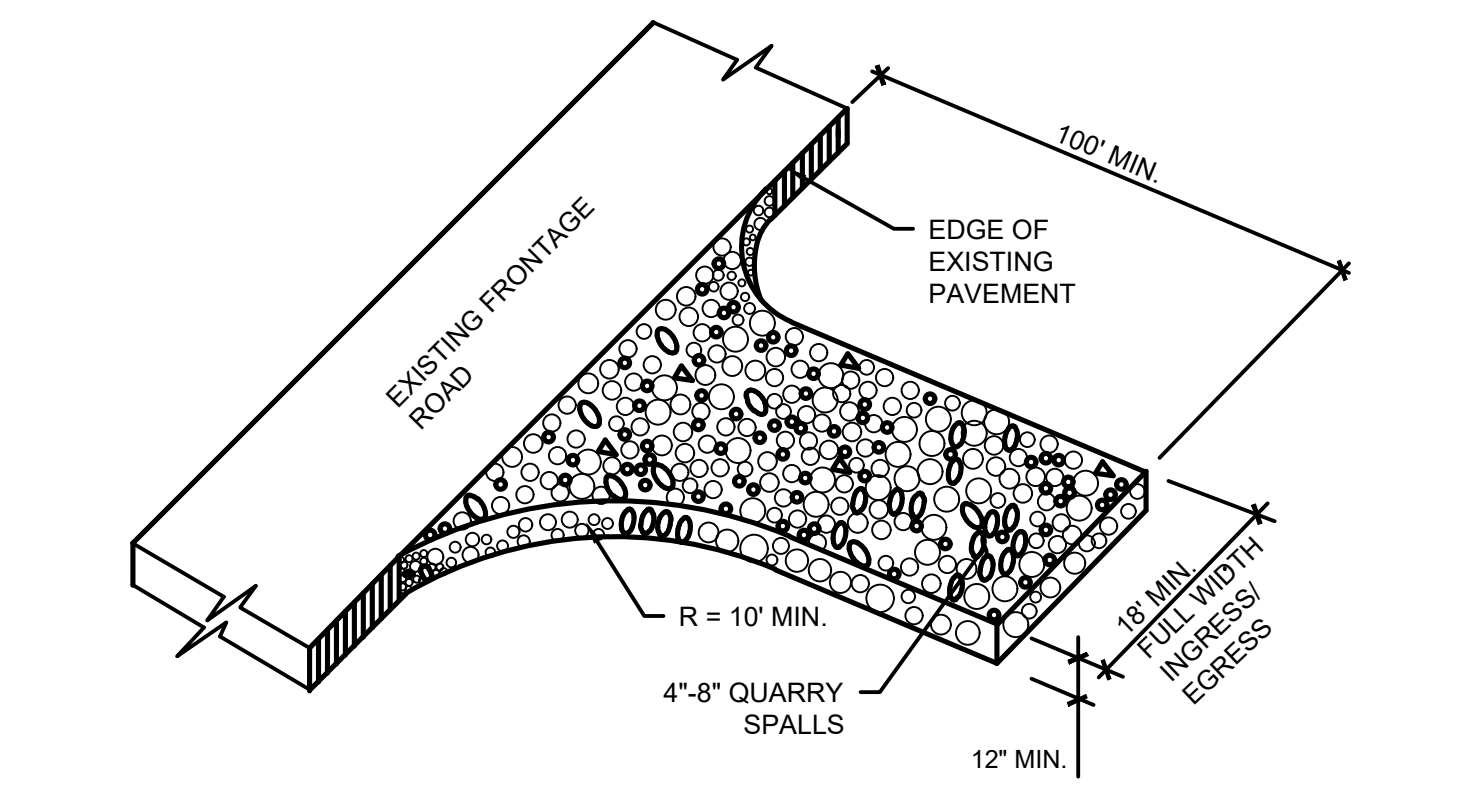 100' MIN.
EDGE OF
EXISTING
PAVEMENT
EXISTING FRONTAGE
ROAD
R = 10' MIN.
4"-8" QUARRY
SPALLS
18' MIN.
FULL WIDTH
INGRESS/
EGRESS
12" MIN.